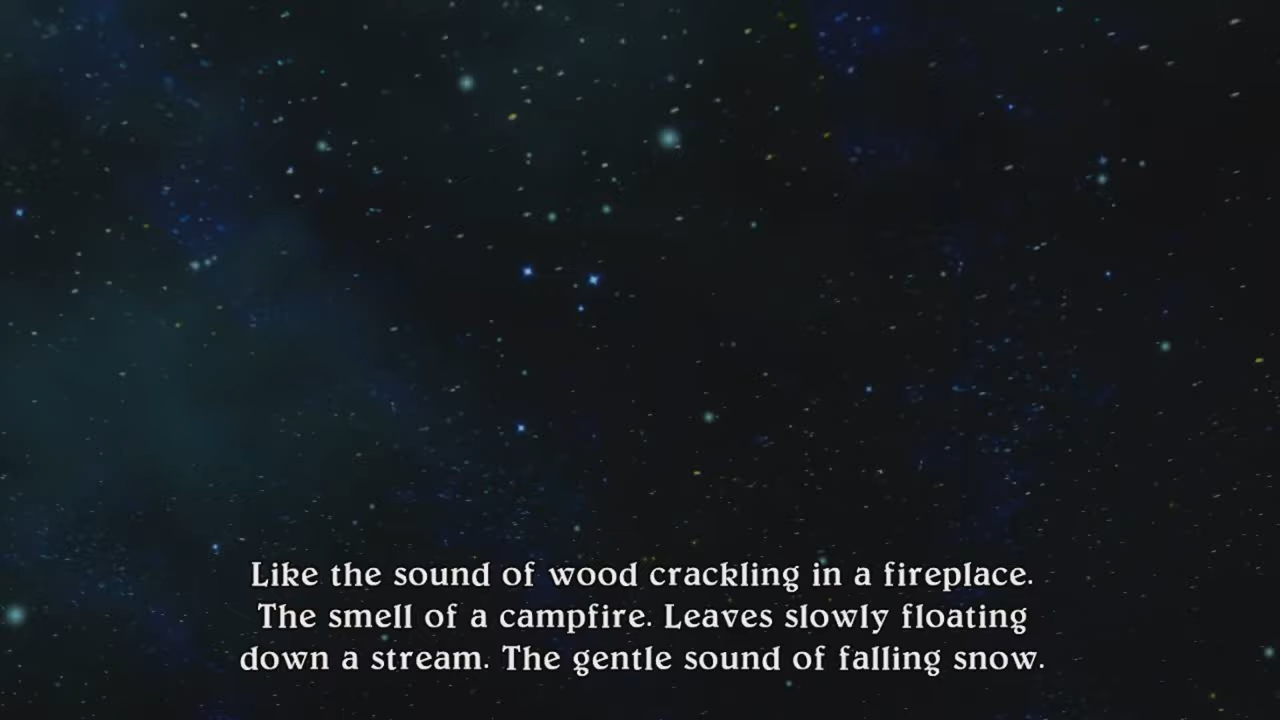 Like the sound of wood crackling in a fireplace.
The smell of a campfire. Leaves slowly floating
down a stream. The gentle sound of falling snow.